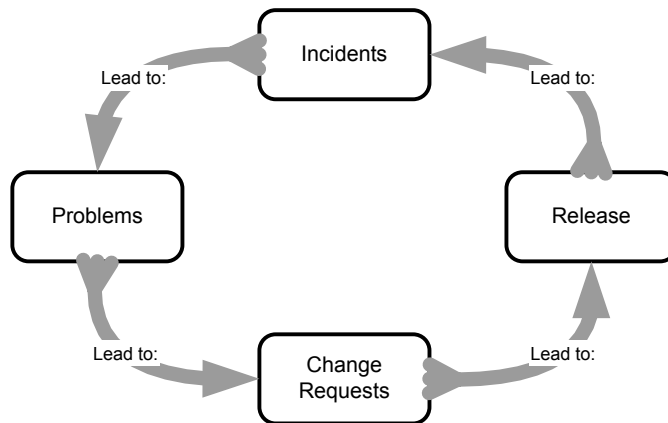 Incidents
Lead to:
Lead to:
Problems
Release
Lead to:
Change
Requests
Lead to: